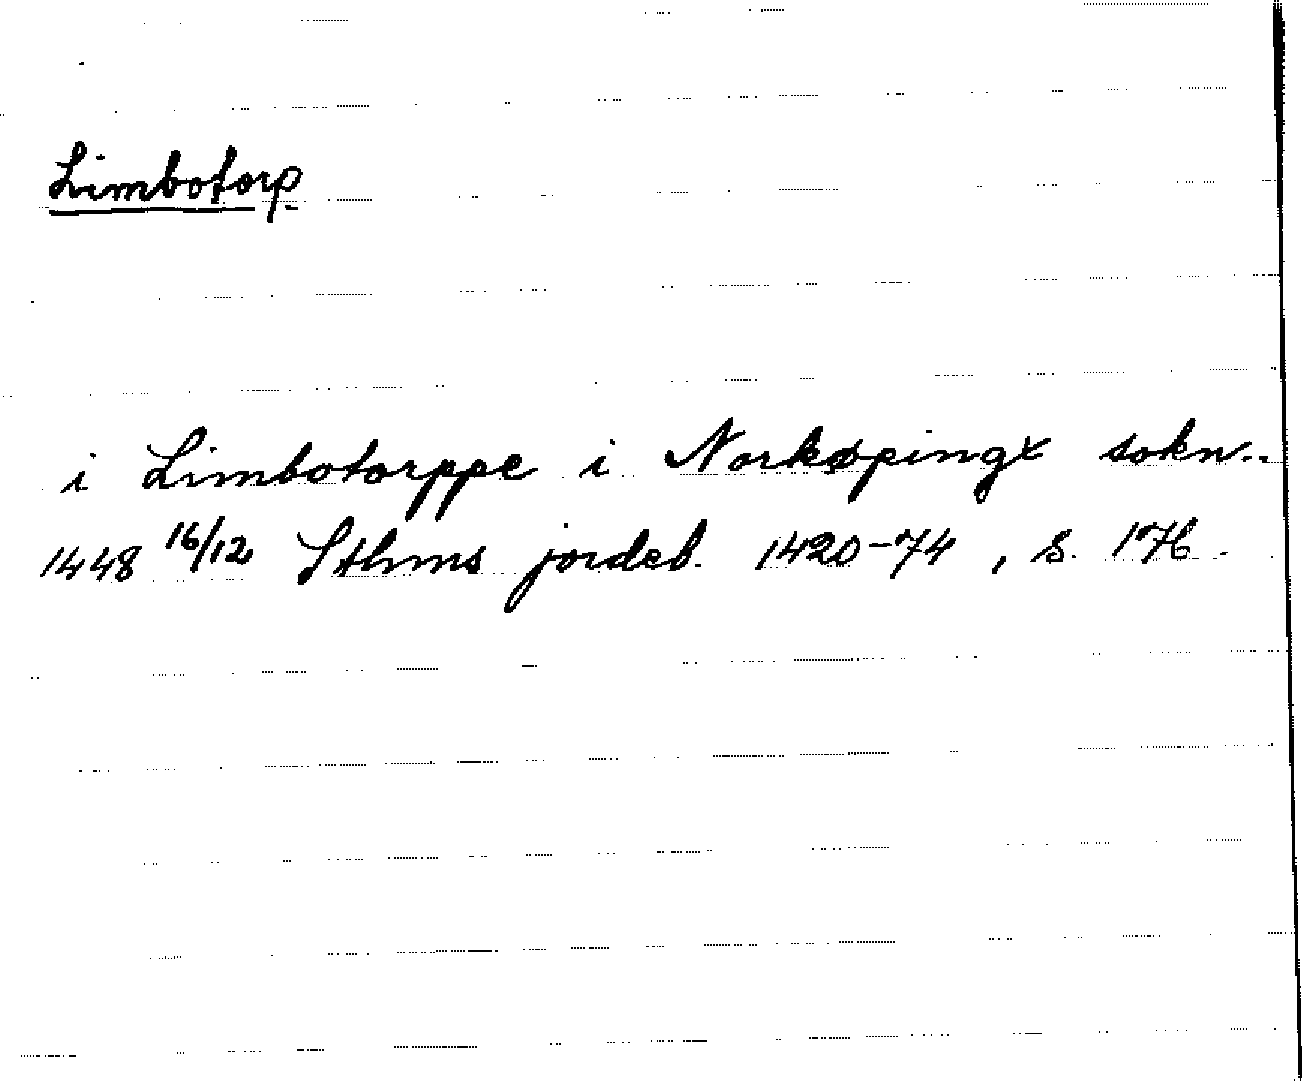 Limbotorp
i Limbotorppe i Norkøpingx sokn..
1448 16/12 Sthms jordeb. 1420-74, s. 176.